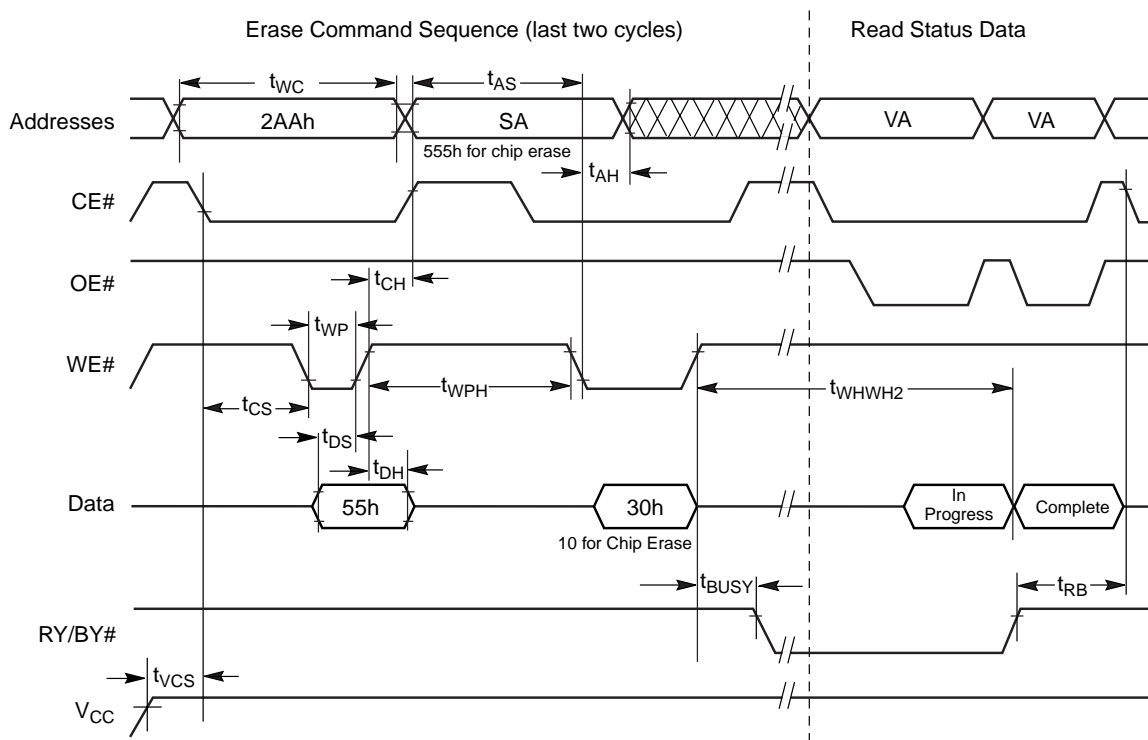 Erase Command Sequence (last two cycles)
Read Status Data
tWC
tAS
Addresses
2AAh
SA
VA
VA
555h for chip erase
tAH
CE#
OE#
tCH
tWP
WE#
tWPH
tWHWH2
tCS
tDS
tDH
Data
55h
30h
In
Progress
Complete
10 for Chip Erase
tBUSY
tRB
RY/BY#
tVCS
VCC